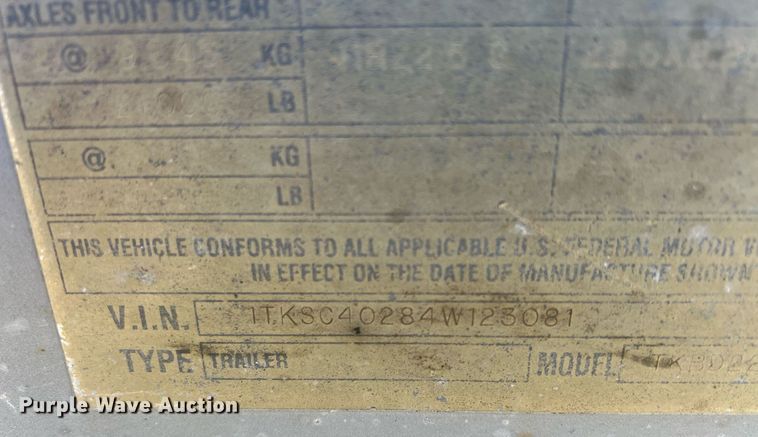 AXLES FRONT TO REAR
@ KG
LB
@ KG
LB
THIS VEHICLE CONFORMS TO ALL APPLICABLE U.S. FEDERAL MOTOR V
IN EFFECT ON THE DATE OF MANUFACTURE SHOWN
V.I.N. 1TKSC40284W123081
TYPE TRAILER MODEL
Purple Wave Auction